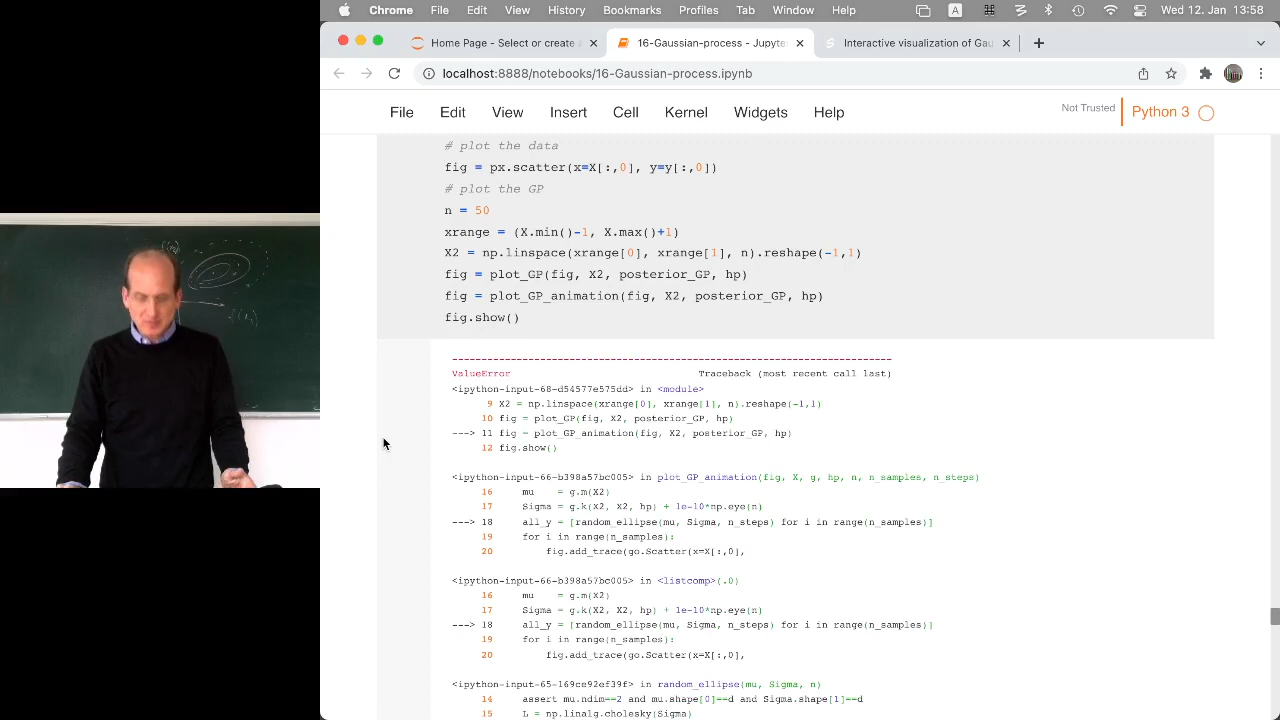 Chrome File Edit View History Bookmarks Profiles Tab Window Help A Wed 12. Jan 13:58
Home Page - Select or create a 16-Gaussian-process - Jupyte Interactive visualization of Gau
localhost:8888/notebooks/16-Gaussian-process.ipynb
File Edit View Insert Cell Kernel Widgets Help Not Trusted Python 3
# plot the data
fig = px.scatter(x=X[:,0], y=y[:,0])
# plot the GP
n = 50
xrange = (X.min()-1, X.max()+1)
X2 = np.linspace(xrange[0], xrange[1], n).reshape(-1,1)
fig = plot_GP(fig, X2, posterior_GP, hp)
fig = plot_GP_animation(fig, X2, posterior_GP, hp)
fig.show()
---------------------------------------------------------------------------
ValueError Traceback (most recent call last)
<ipython-input-68-d54577e575dd> in <module>
9 X2 = np.linspace(xrange[0], xrange[1], n).reshape(-1,1)
10 fig = plot_GP(fig, X2, posterior_GP, hp)
---> 11 fig = plot_GP_animation(fig, X2, posterior_GP, hp)
12 fig.show()
<ipython-input-66-b398a57bc005> in plot_GP_animation(fig, X, g, hp, n, n_samples, n_steps)
16 mu = g.m(X2)
17 Sigma = g.k(X2, X2, hp) + 1e-10*np.eye(n)
---> 18 all_y = [random_ellipse(mu, Sigma, n_steps) for i in range(n_samples)]
19 for i in range(n_samples):
20 fig.add_trace(go.Scatter(x=X[:,0],
<ipython-input-66-b398a57bc005> in <listcomp>(.0)
16 mu = g.m(X2)
17 Sigma = g.k(X2, X2, hp) + 1e-10*np.eye(n)
---> 18 all_y = [random_ellipse(mu, Sigma, n_steps) for i in range(n_samples)]
19 for i in range(n_samples):
20 fig.add_trace(go.Scatter(x=X[:,0],
<ipython-input-65-169ce92ef39f> in random_ellipse(mu, Sigma, n)
14 assert mu.ndim==2 and mu.shape[0]==d and Sigma.shape[1]==d
15 L = np.linalg.cholesky(Sigma)